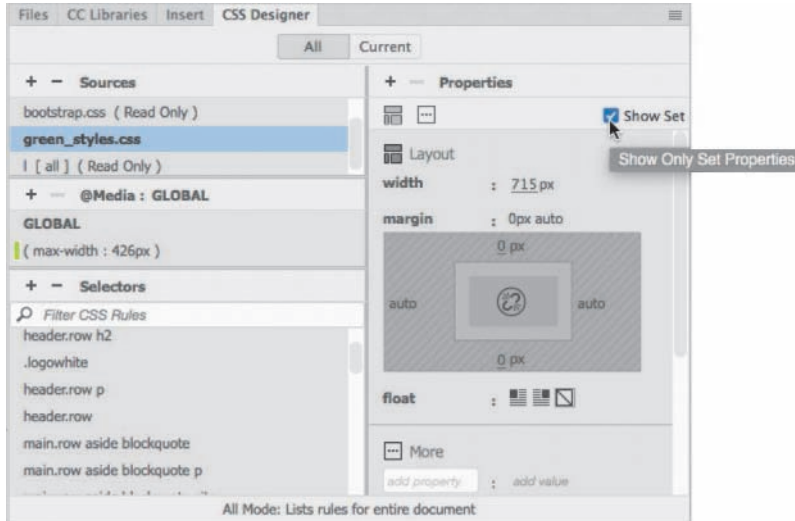 Files CC Libraries Insert CSS Designer
All Current
+ − Sources
bootstrap.css ( Read Only )
green_styles.css
I [ all ] ( Read Only )
+ − @Media : GLOBAL
GLOBAL
( max-width : 426px )
+ − Selectors
Filter CSS Rules
header.row h2
.logowhite
header.row p
header.row
main.row aside blockquote
main.row aside blockquote p
+ − Properties
Show Set
Show Only Set Properties
Layout
width : 715px
margin : 0px auto
0 px
auto auto
0 px
float :
More
add property : add value
All Mode: Lists rules for entire document